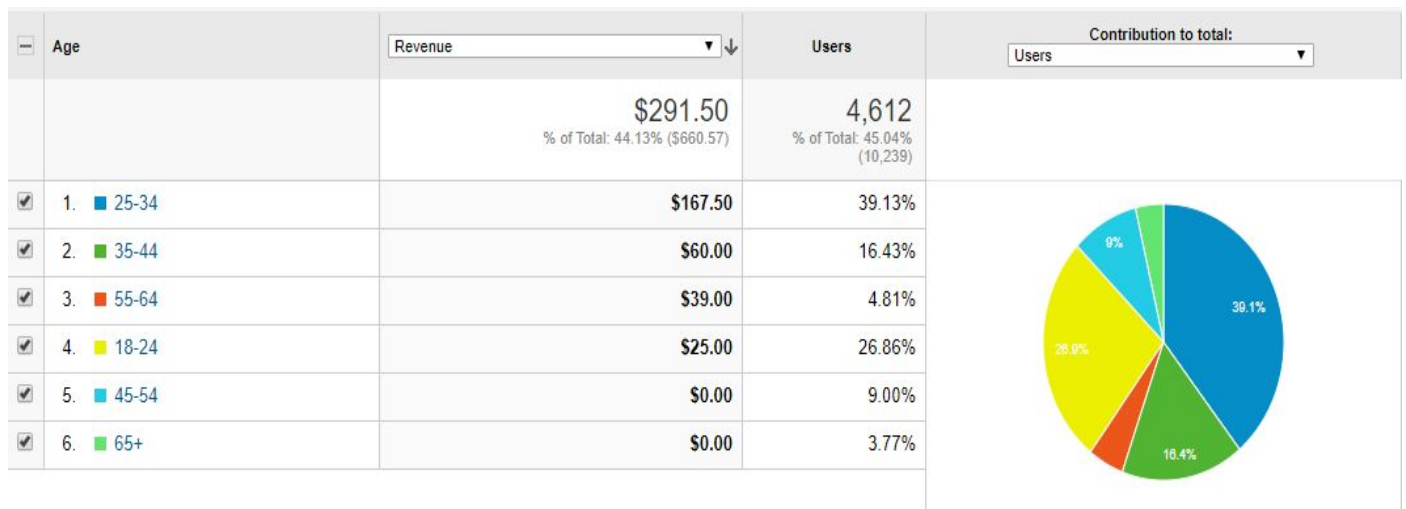 Age Revenue Users Contribution to total:
Users
$291.50 4,612
% of Total: 44.13% ($660.57) % of Total: 45.04%
(10,239)
1. 25-34 $167.50 39.13%
2. 35-44 $60.00 16.43%
3. 55-64 $39.00 4.81%
4. 18-24 $25.00 26.86%
5. 45-54 $0.00 9.00%
6. 65+ $0.00 3.77%
9%
39.1%
26.9%
16.4%